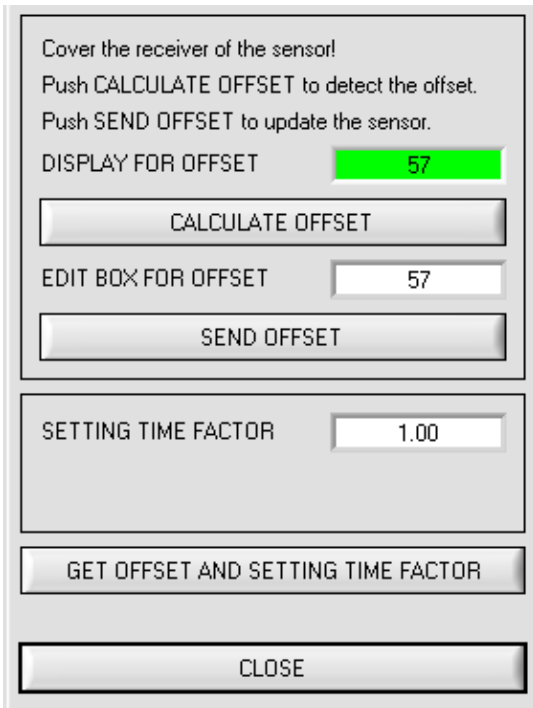 Cover the receiver of the sensor!
Push CALCULATE OFFSET to detect the offset.
Push SEND OFFSET to update the sensor.
DISPLAY FOR OFFSET 57
CALCULATE OFFSET
EDIT BOX FOR OFFSET 57
SEND OFFSET
SETTING TIME FACTOR 1.00
GET OFFSET AND SETTING TIME FACTOR
CLOSE